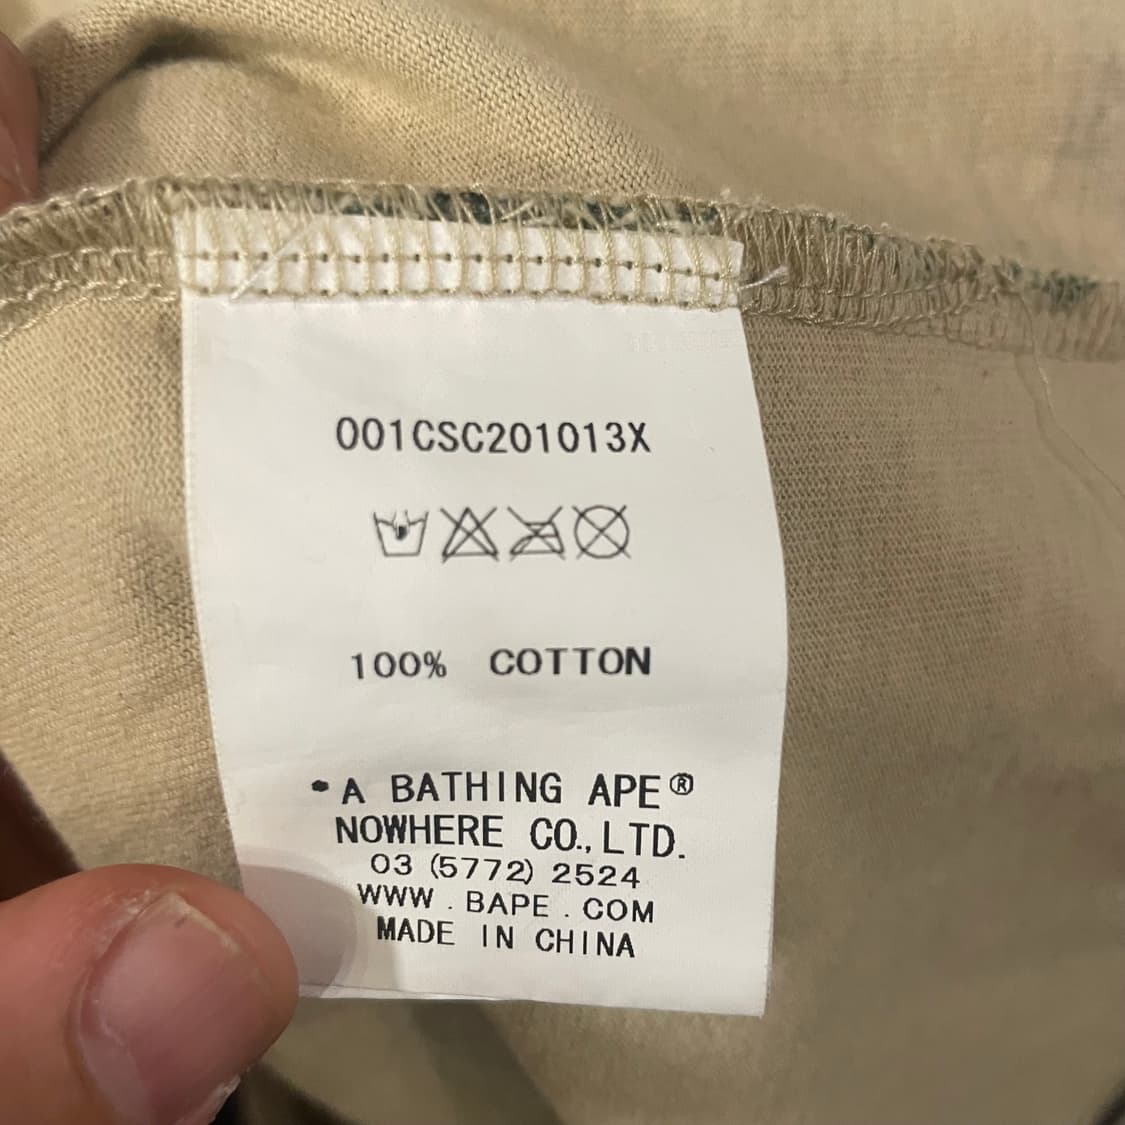 001CSC201013X
100% COTTON
•A BATHING APE®
NOWHERE CO., LTD.
03 (5772) 2524
WWW . BAPE . COM
MADE IN CHINA